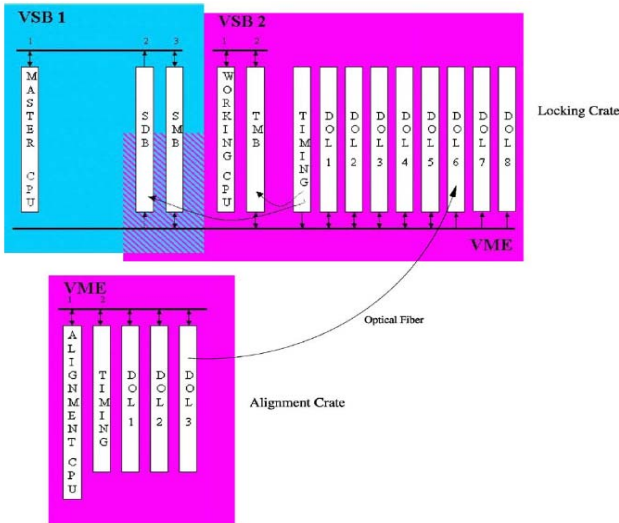 VSB 1
VSB 2
1
2
3
1
2
MASTER CPU
SDB
SMB
WORKING CPU
TMB
TIMING
DOL 1
DOL 2
DOL 3
DOL 4
DOL 5
DOL 6
DOL 7
DOL 8
Locking Crate
VME
VME
1
2
ALIGNMENT CPU
TIMING
DOL 1
DOL 2
DOL 3
Optical Fiber
Alignment Crate